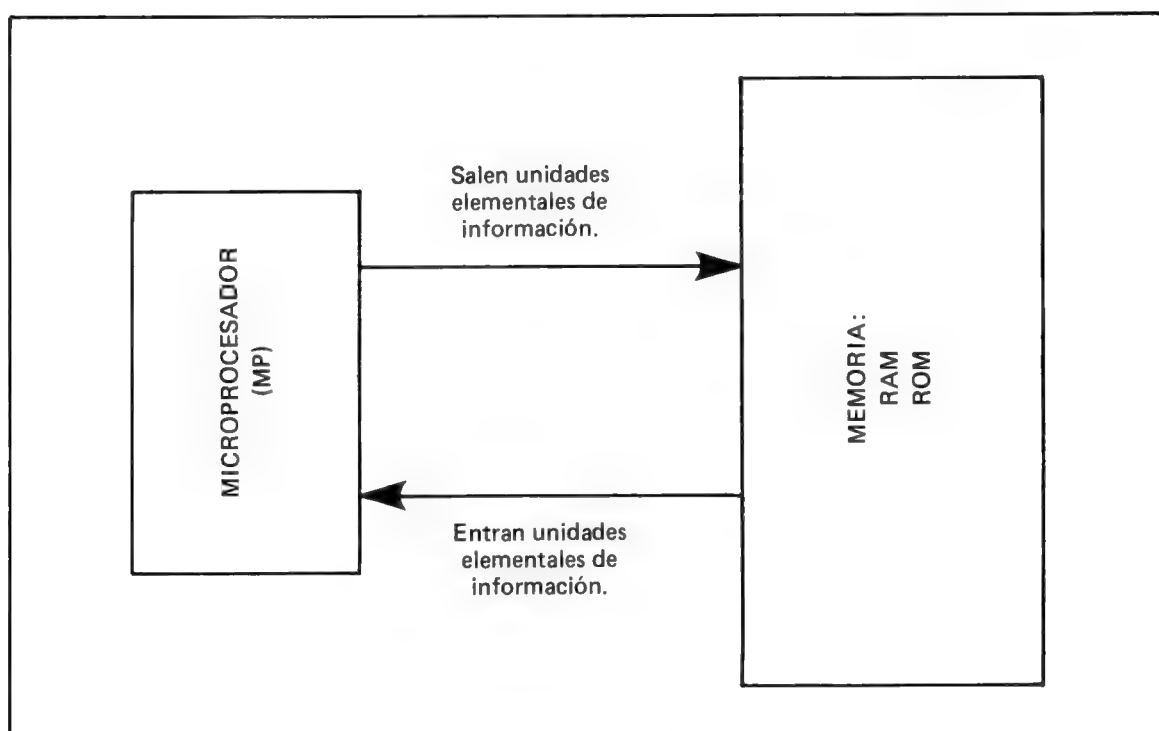 Salen unidades
elementales de
información.
MICROPROCESADOR
(MP)
MEMORIA:
RAM
ROM
Entran unidades
elementales de
información.